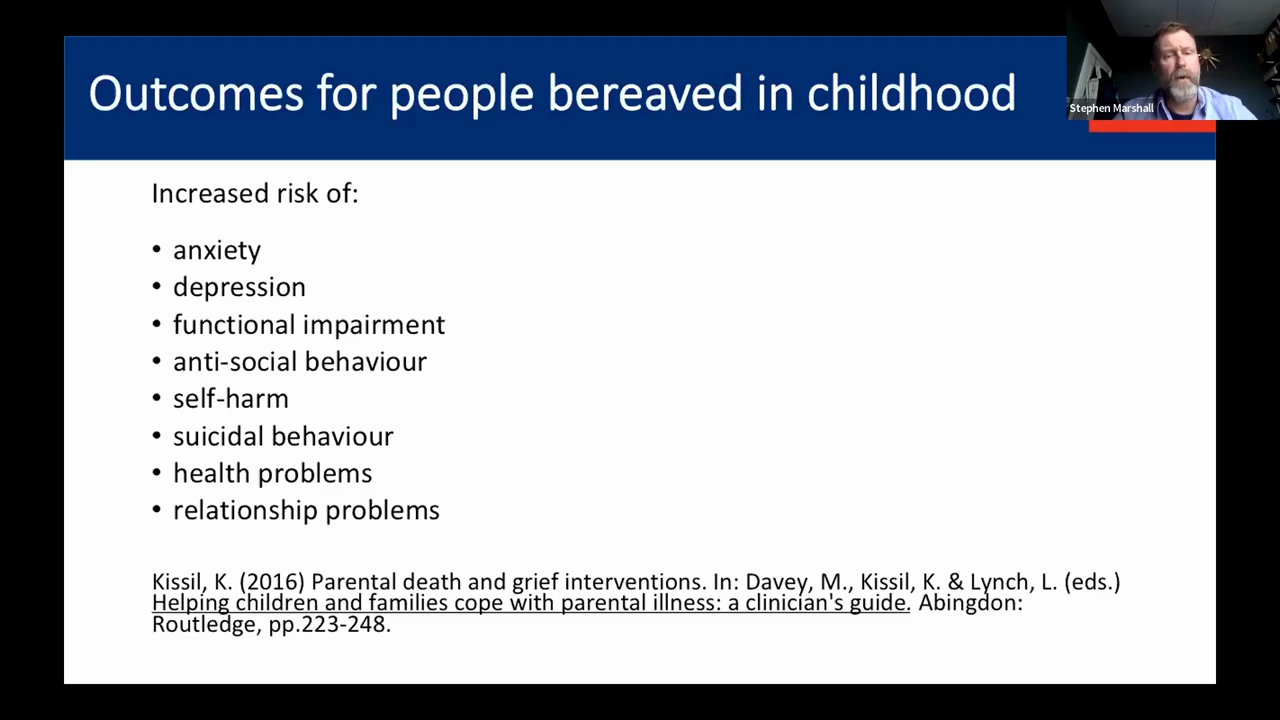 Outcomes for people bereaved in childhood
Stephen Marshall
Increased risk of:
• anxiety
• depression
• functional impairment
• anti-social behaviour
• self-harm
• suicidal behaviour
• health problems
• relationship problems
Kissil, K. (2016) Parental death and grief interventions. In: Davey, M., Kissil, K. & Lynch, L. (eds.)
Helping children and families cope with parental illness: a clinician's guide. Abingdon:
Routledge, pp.223-248.